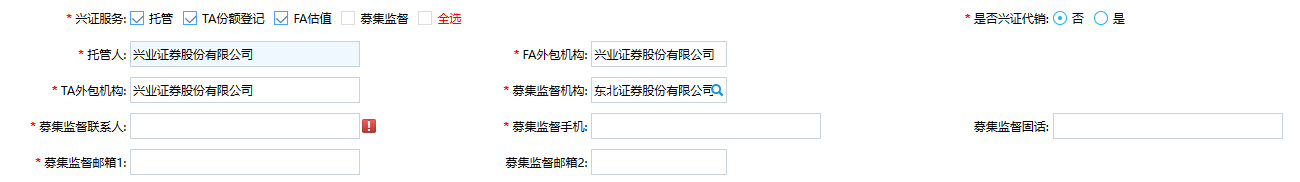 * 兴证服务: 托管 TA份额登记 FA估值 募集监督 全选 * 是否兴证代销: 否 是
* 托管人: 兴业证券股份有限公司 * FA外包机构: 兴业证券股份有限公司
* TA外包机构: 兴业证券股份有限公司 * 募集监督机构: 东北证券股份有限公司
* 募集监督联系人: * 募集监督手机: 募集监督固话:
* 募集监督邮箱1: 募集监督邮箱2: